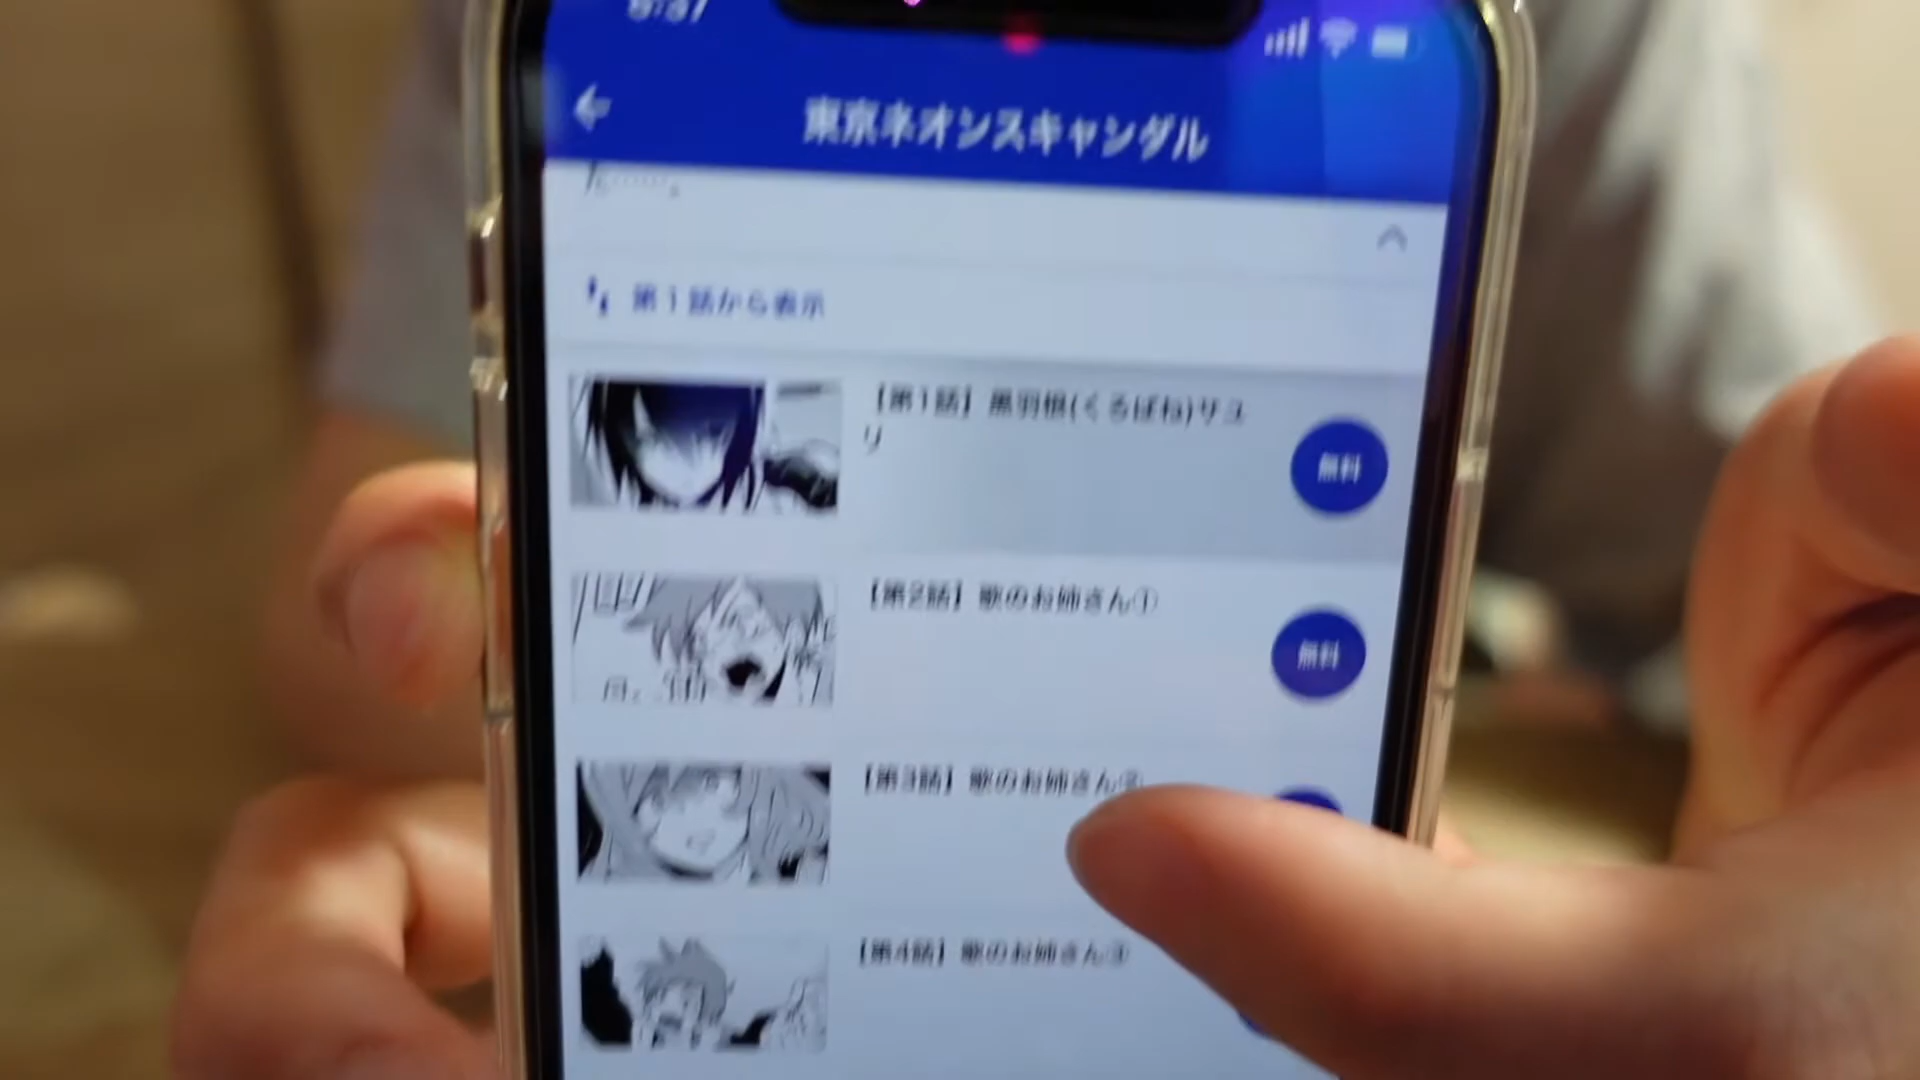 5:37
東京ネオンスキャンダル
た……。
第1話から表示
【第1話】黒羽根(くろばね)サユ
リ
無料
【第2話】歌のお姉さん①
無料
【第3話】歌のお姉さん②
【第4話】歌のお姉さん③